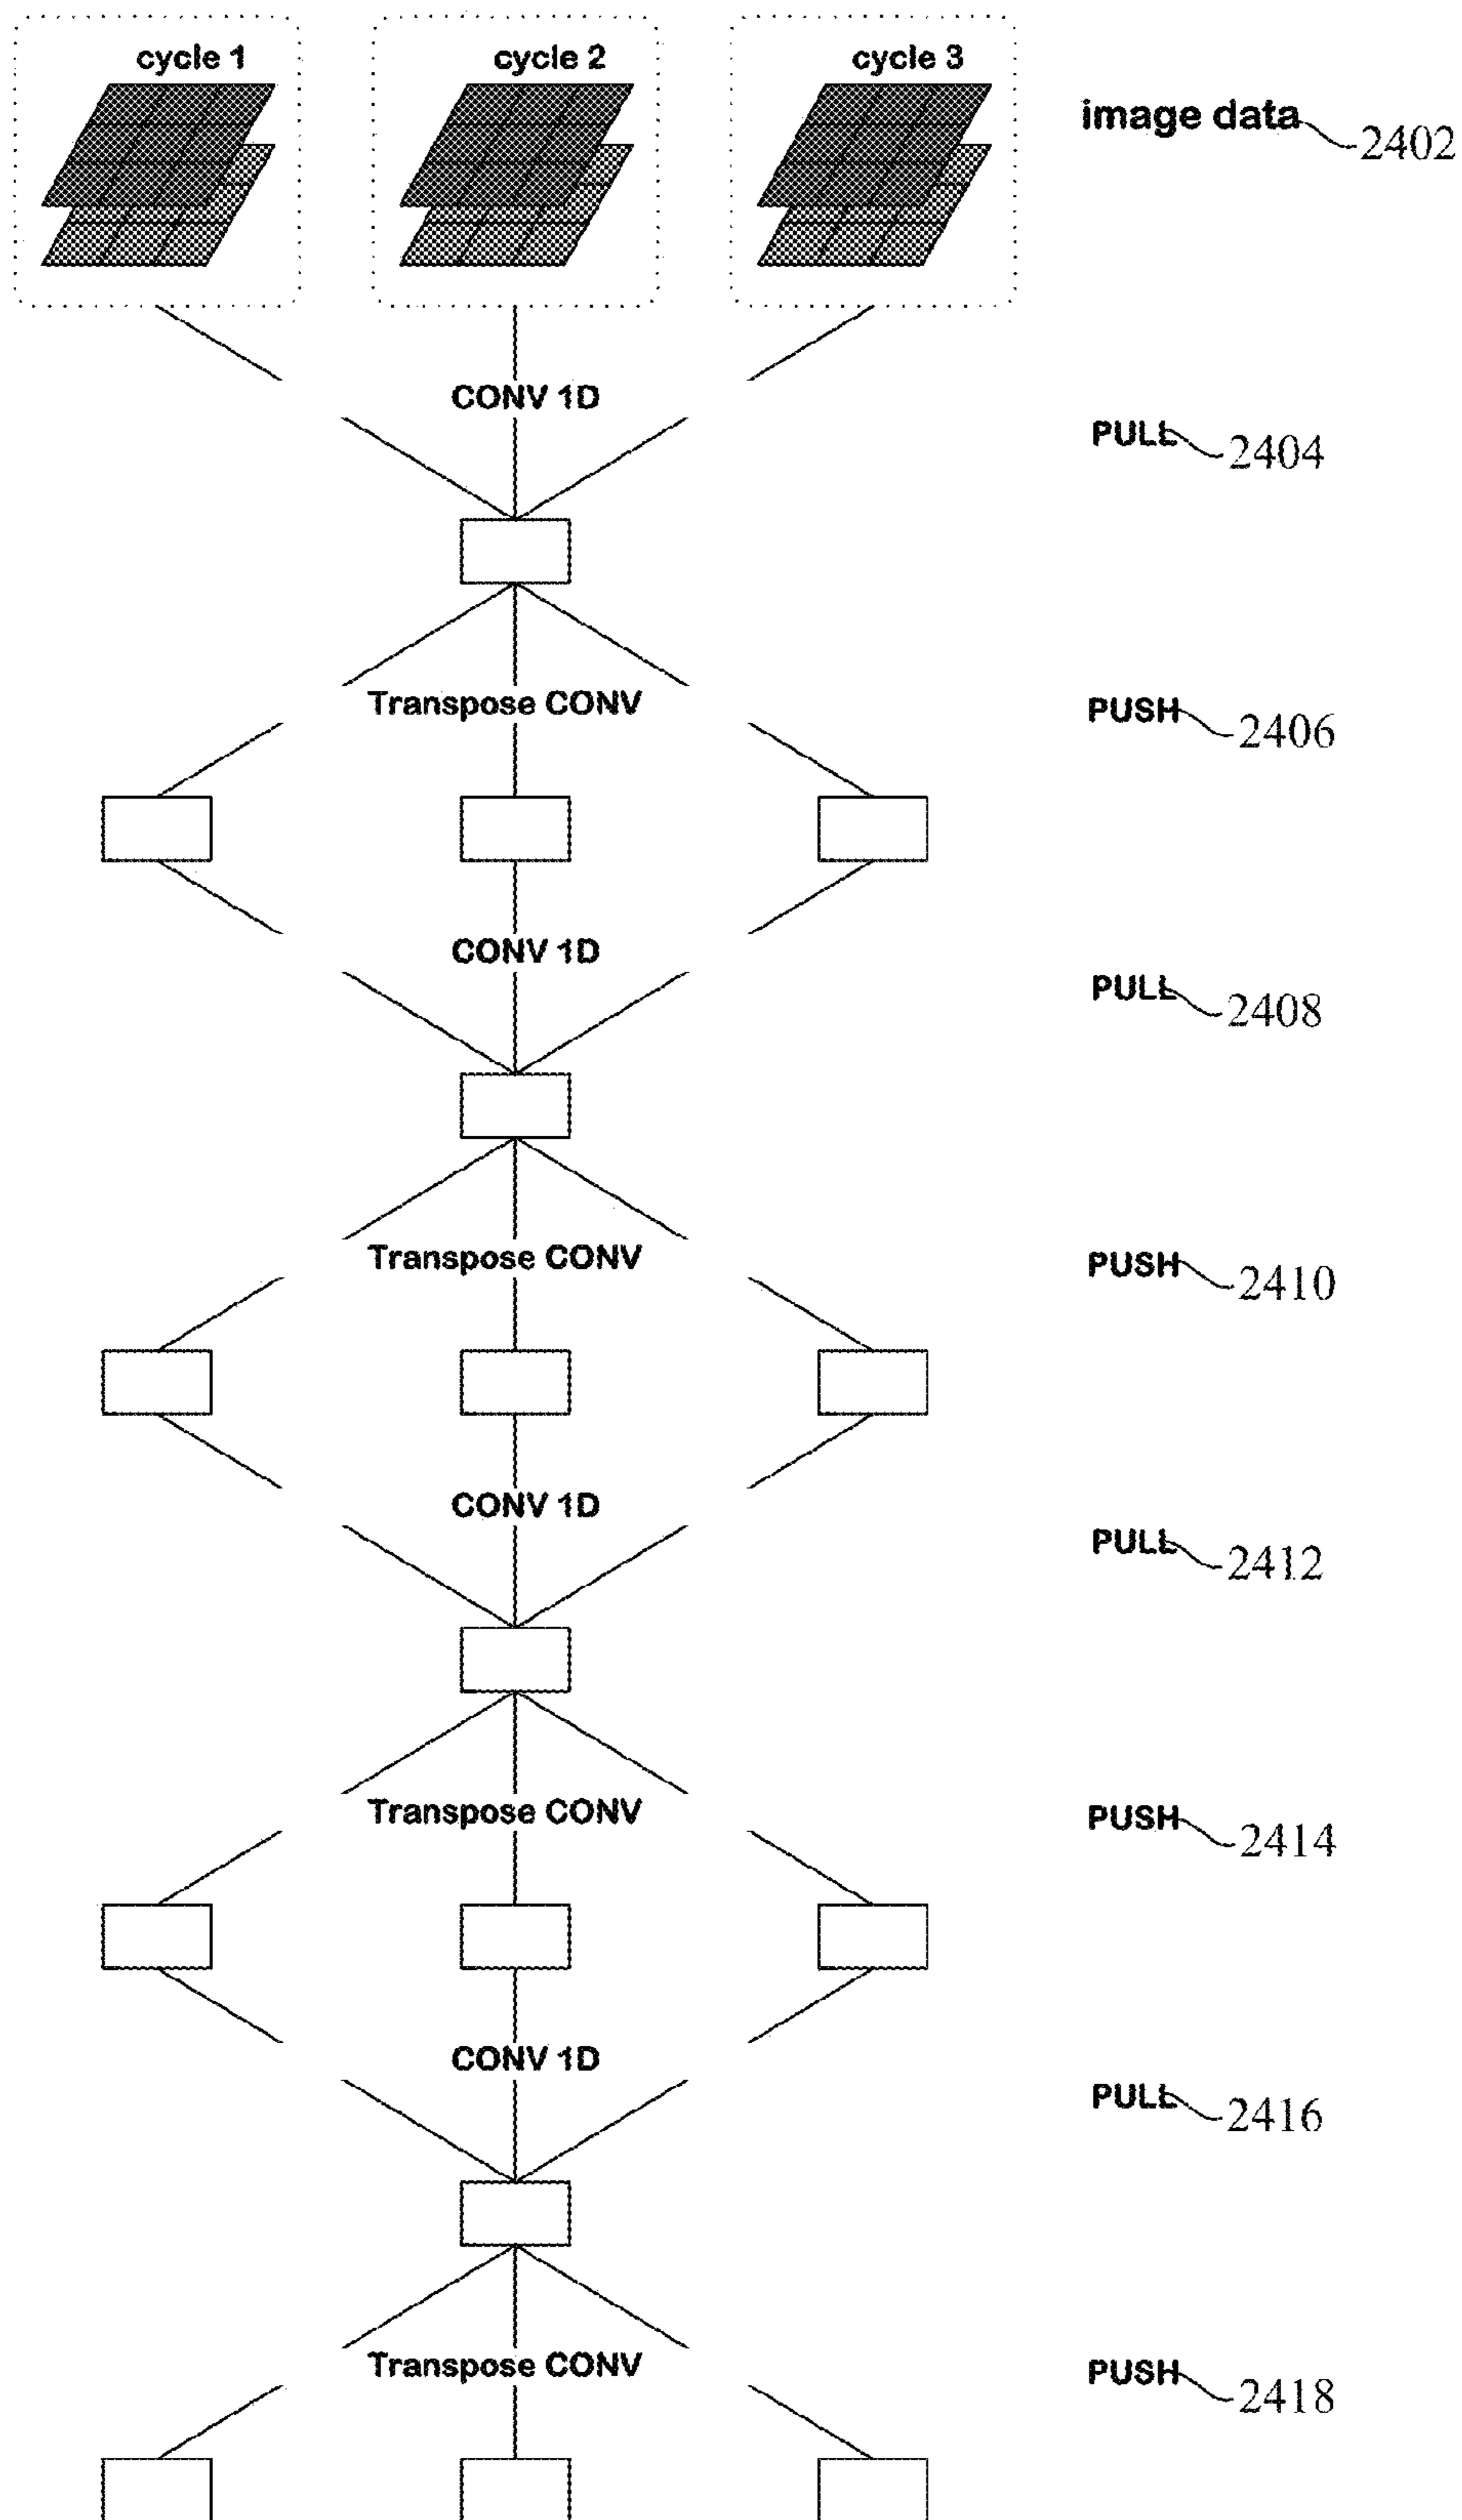 cycle 1 cycle 2 cycle 3
image data 2402
CONV 1D
PULL 2404
Transpose CONV
PUSH 2406
CONV 1D
PULL 2408
Transpose CONV
PUSH 2410
CONV 1D
PULL 2412
Transpose CONV
PUSH 2414
CONV 1D
PULL 2416
Transpose CONV
PUSH 2418